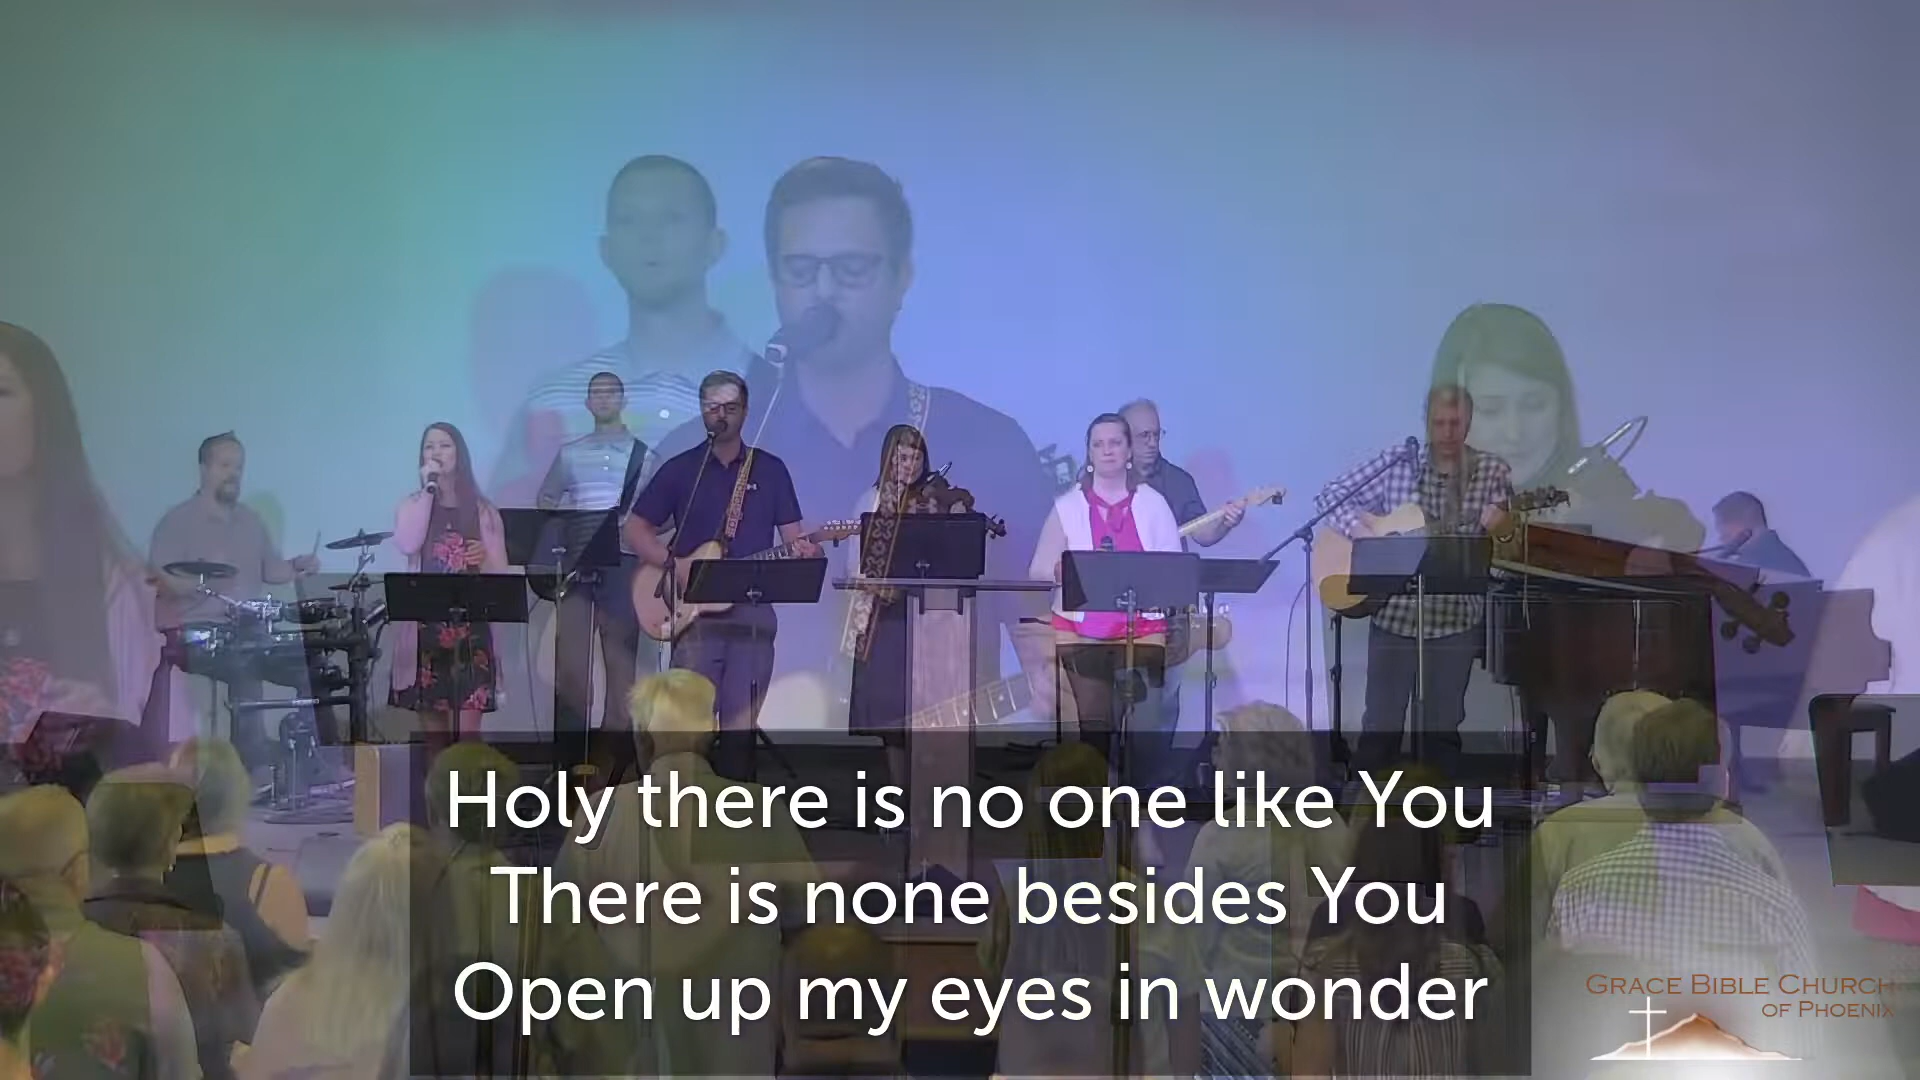 Holy there is no one like You
There is none besides You
Open up my eyes in wonder
GRACE BIBLE CHURCH
OF PHOENIX